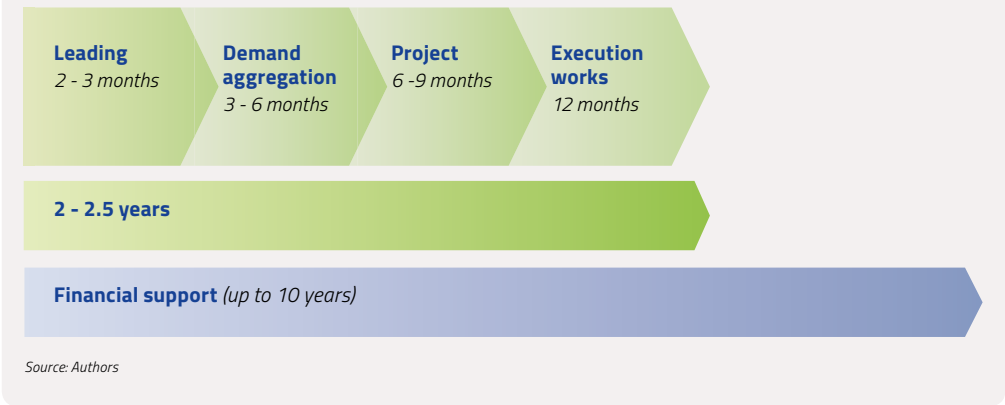 Leading
2 - 3 months
Demand
aggregation
3 - 6 months
Project
6 -9 months
Execution
works
12 months
2 - 2.5 years
Financial support (up to 10 years)
Source: Authors